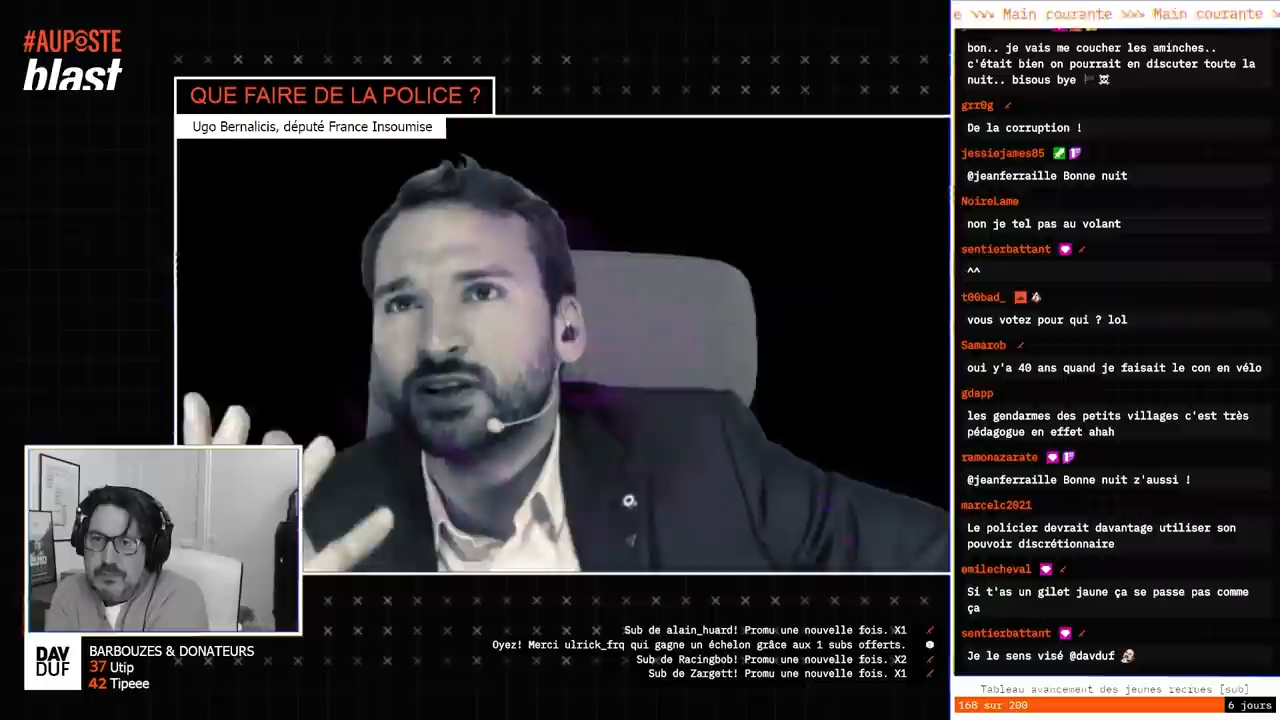 #AUPOSTE
blast
QUE FAIRE DE LA POLICE ?
Ugo Bernalicis, député France Insoumise
DAV
DUF
BARBOUZES & DONATEURS
37 Utip
42 Tipeee
Sub de alain_huard! Promu une nouvelle fois. X1
Oyez! Merci ulrick_frq qui gagne un échelon grâce aux 1 subs offerts.
Sub de Racingbob! Promu une nouvelle fois. X2
Sub de Zargett! Promu une nouvelle fois. X1
e >>> Main courante >>> Main courante >
bon.. je vais me coucher les aminches..
c'était bien on pourrait en discuter toute la
nuit.. bisous bye
grr0g
De la corruption !
jessiejames85
@jeanferraille Bonne nuit
NoireLame
non je tel pas au volant
sentierbattant
^^
t00bad_
vous votez pour qui ? lol
Samarob
oui y'a 40 ans quand je faisait le con en vélo
gdapp
les gendarmes des petits villages c'est très
pédagogue en effet ahah
ramonazarate
@jeanferraille Bonne nuit z'aussi !
marcelc2021
Le policier devrait davantage utiliser son
pouvoir discrétionnaire
emilecheval
Si t'as un gilet jaune ça se passe pas comme
ça
sentierbattant
Je le sens visé @davduf
Tableau avancement des jeunes recrues [sub]
168 sur 200
6 jours